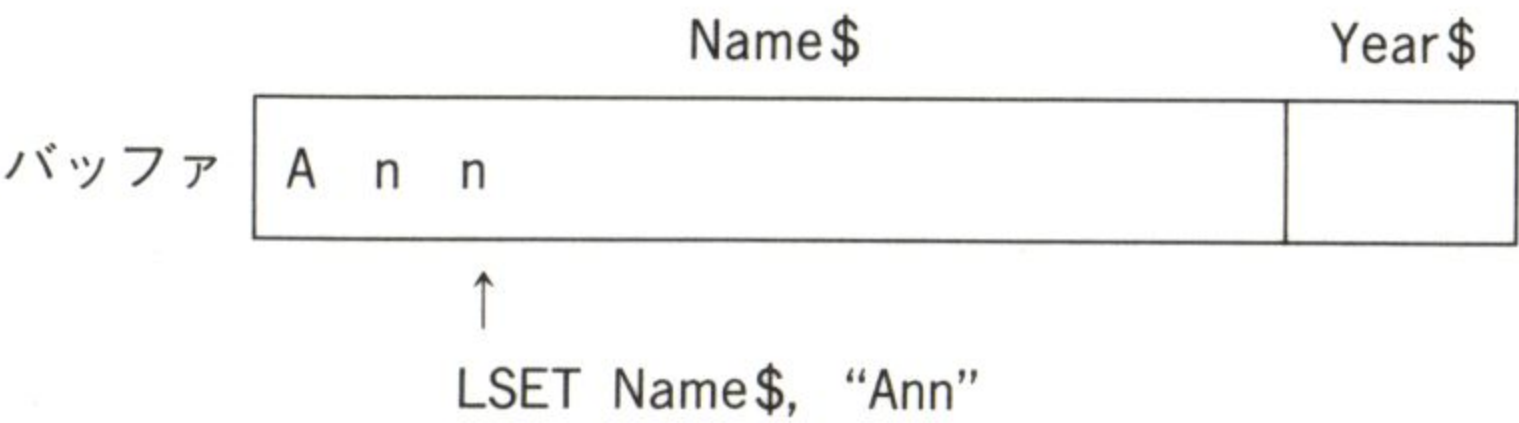 Name$ Year$
バッファ A n n
↑
LSET Name$, “Ann”